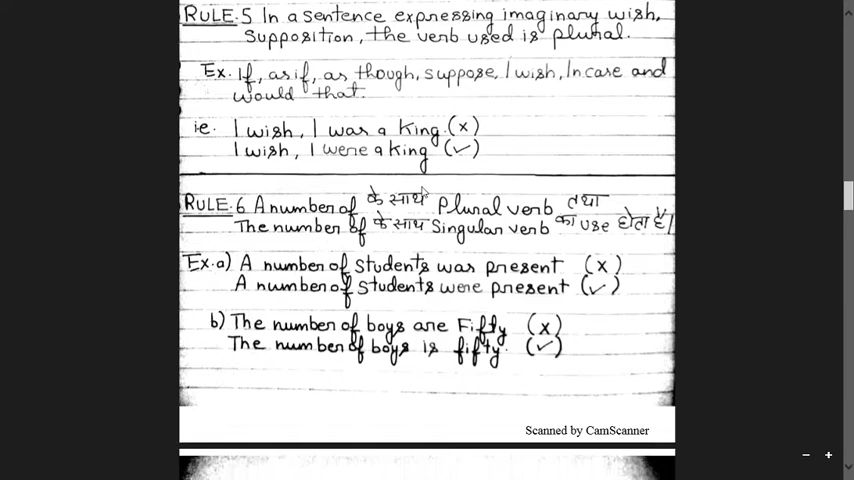 RULE.5 In a sentence expressing imaginary wish,
supposition, the verb used is plural.
Ex. If, as if, as though, suppose, I wish, In case and
would that.
ie. I wish, I was a king. (x)
I wish, I were a king (✓)
RULE.6 A number of के साथ Plural verb तथा
The number of के साथ Singular verb का use होता है।
Ex. a) A number of students was present (x)
A number of students were present (✓)
b) The number of boys are Fifty (x)
The number of boys is fifty. (✓)
Scanned by CamScanner